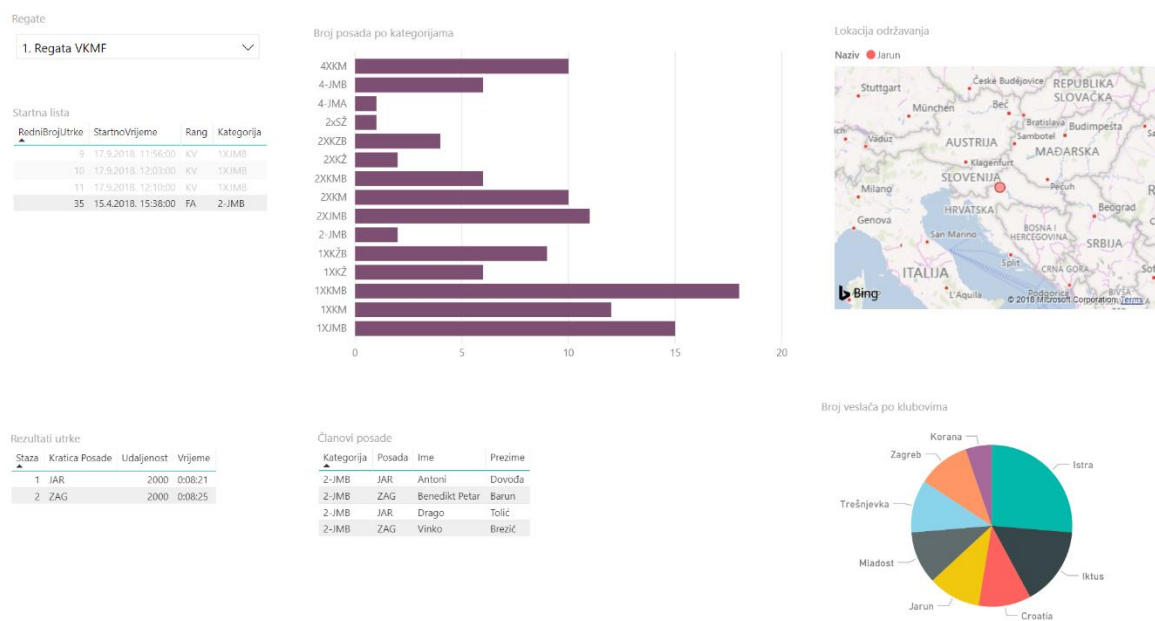 Regate
1. Regata VKMF
Startna lista
RedniBrojUtrke StartnoVrijeme Rang Kategorija
9 17.9.2018. 11:56:00 KV 1XJMB
10 17.9.2018. 12:03:00 KV 1XJMB
11 17.9.2018. 12:10:00 KV 1XJMB
35 15.4.2018. 15:38:00 FA 2-JMB
Broj posada po kategorijama
4XKM
4-JMB
4-JMA
2xSŽ
2XKZB
2XKŽ
2XKMB
2XKM
2XJMB
2-JMB
1XKŽB
1XKŽ
1XKMB
1XKM
1XJMB
0 5 10 15 20
Lokacija održavanja
Naziv Jarun
Stuttgart
České Budějovice
REPUBLIKA
SLOVAČKA
München
Beč
Bratislava
Budimpešta
Vaduz
AUSTRIJA
Sambotel
MAĐARSKA
Klagenfurt
SLOVENIJA
Milano
Pečuh
HRVATSKA
Beograd
Genova
BOSNA I
HERCEGOVINA
San Marino
SRBIJA
Split
CRNA GORA
ITALIJA
L'Aquila
Podgorica
Bing
© 2018 Microsoft Corporation, Terms
Rezultati utrke
Staza Kratica Posade Udaljenost Vrijeme
1 JAR 2000 0:08:21
2 ZAG 2000 0:08:25
Članovi posade
Kategorija Posada Ime Prezime
2-JMB JAR Antoni Dovođa
2-JMB ZAG Benedikt Petar Barun
2-JMB JAR Drago Tolić
2-JMB ZAG Vinko Brezić
Broj veslača po klubovima
Korana
Zagreb
Istra
Trešnjevka
Mladost
Iktus
Jarun
Croatia